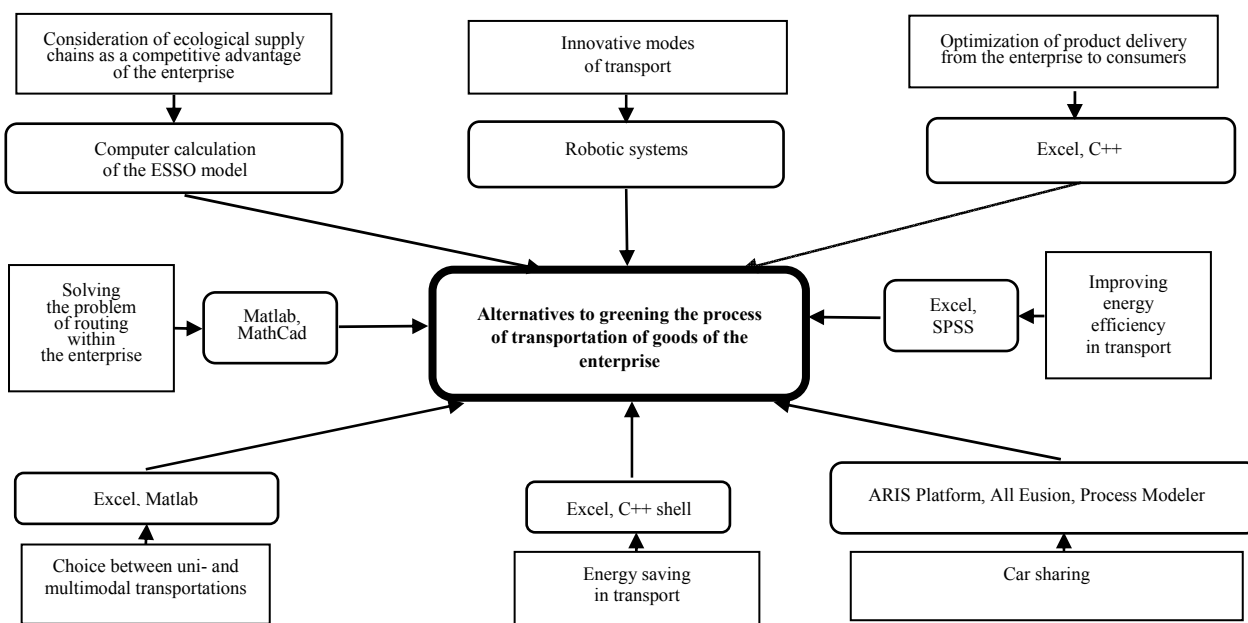 Consideration of ecological supply
chains as a competitive advantage
of the enterprise
Innovative modes
of transport
Optimization of product delivery
from the enterprise to consumers
Computer calculation
of the ESSO model
Robotic systems
Excel, C++
Solving
the problem
of routing
within
the enterprise
Matlab,
MathCad
Alternatives to greening the process
of transportation of goods of the
enterprise
Excel,
SPSS
Improving
energy
efficiency
in transport
Excel, Matlab
Excel, C++ shell
ARIS Platform, All Eusion, Process Modeler
Choice between uni- and
multimodal transportations
Energy saving
in transport
Car sharing